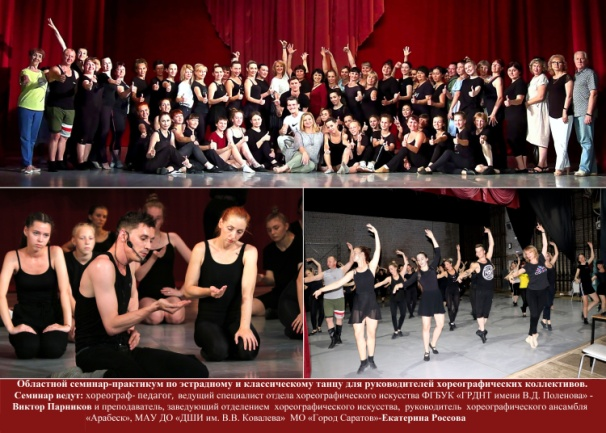 Областной семинар-практикум по эстрадному и классическому танцу для руководителей хореографических коллективов.
Семинар ведут: хореограф- педагог, ведущий специалист отдела хореографического искусства ФГБУК «ГРДНТ имени В.Д. Поленова» -
Виктор Парников и преподаватель, заведующий отделением хореографического искусства, руководитель хореографического ансамбля
«Арабеск», МАУ ДО «ДШИ им. В.В. Ковалева» МО «Город Саратов»-Екатерина Россова